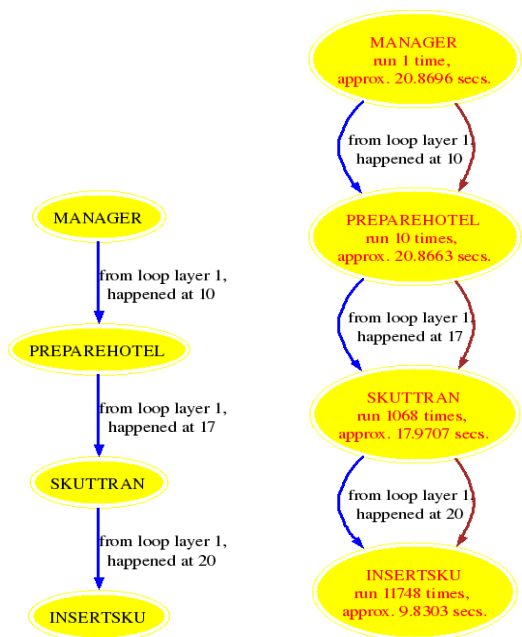 MANAGER
from loop layer 1,
happened at 10
PREPAREHOTEL
from loop layer 1,
happened at 17
SKUTTRAN
from loop layer 1,
happened at 20
INSERTSKU
MANAGER
run 1 time,
approx. 20.8696 secs.
from loop layer 1,
happened at 10
PREPAREHOTEL
run 10 times,
approx. 20.8663 secs.
from loop layer 1,
happened at 17
SKUTTRAN
run 1068 times,
approx. 17.9707 secs.
from loop layer 1,
happened at 20
INSERTSKU
run 11748 times,
approx. 9.8303 secs.